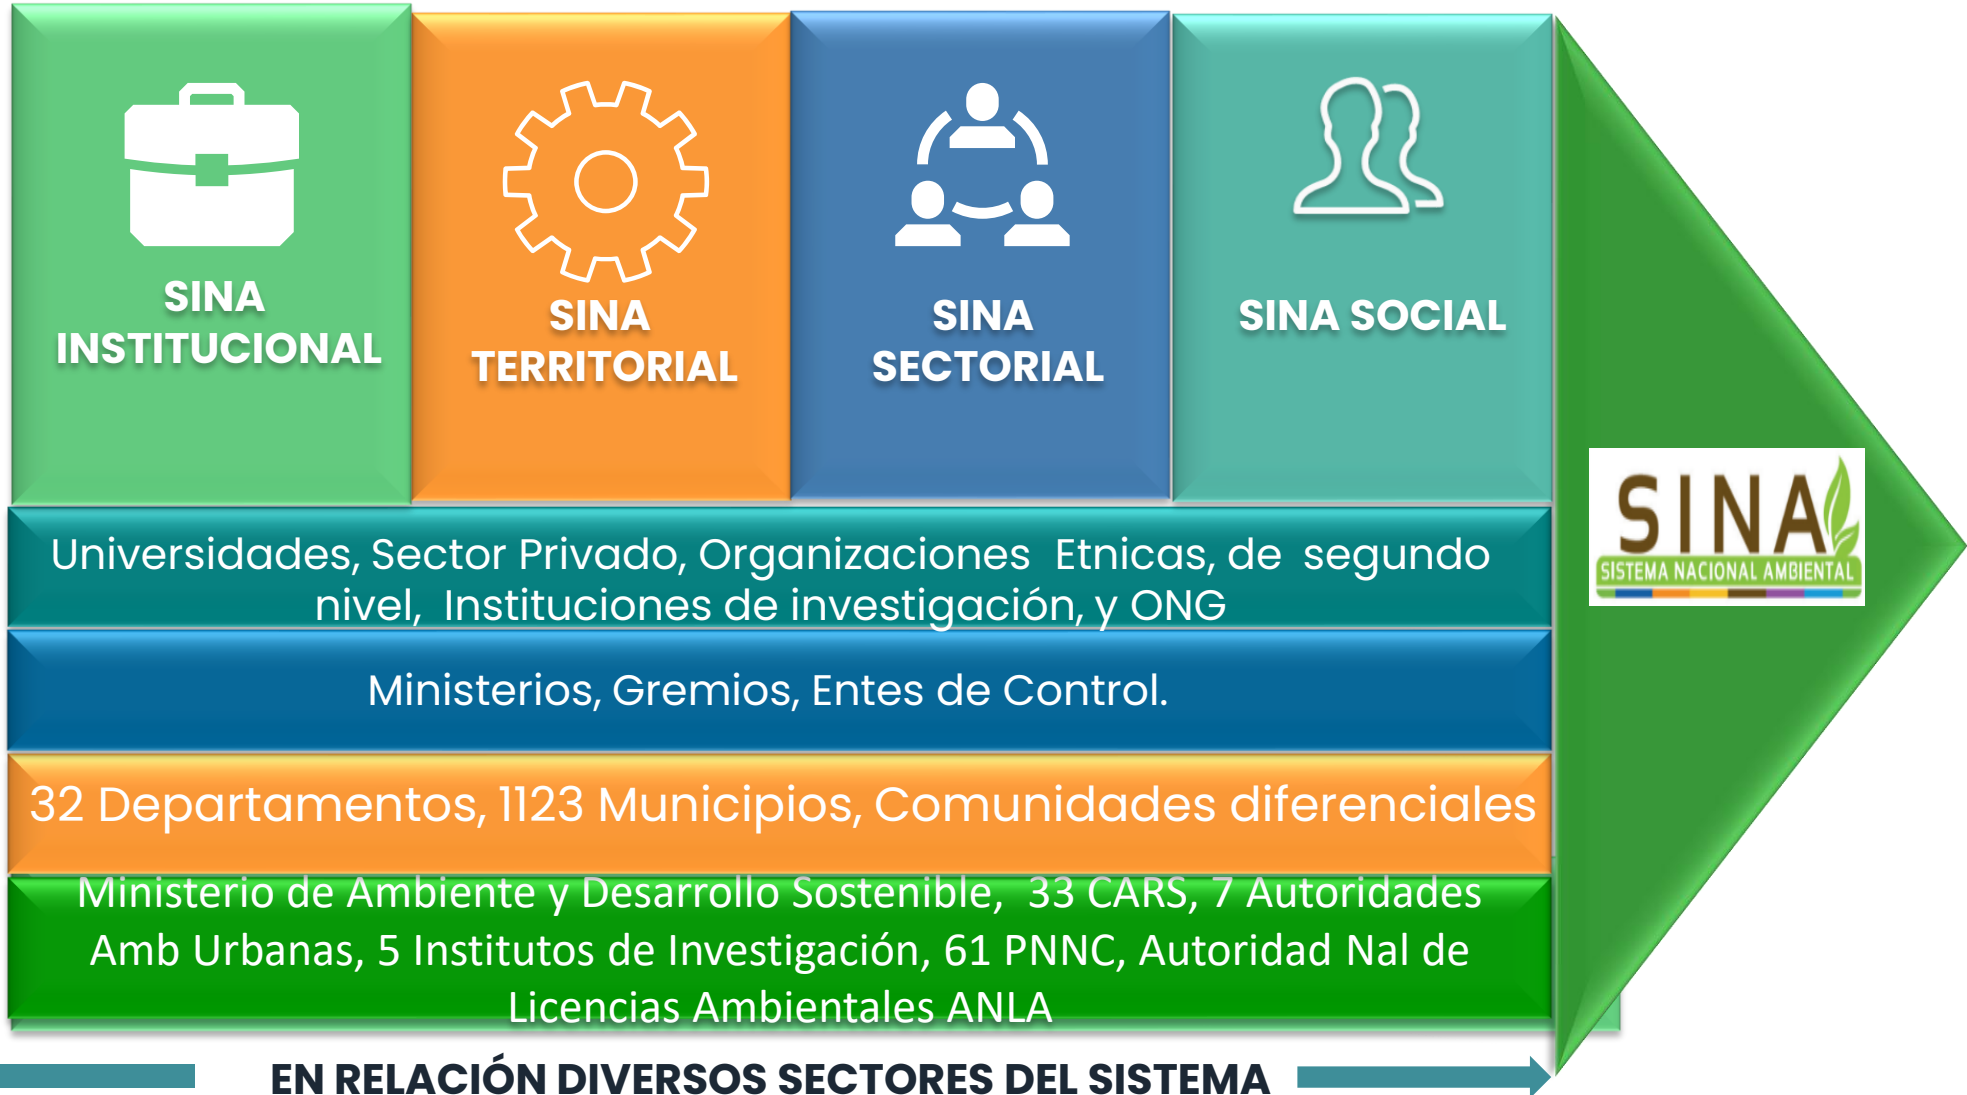 SINA
INSTITUCIONAL
SINA
TERRITORIAL
SINA
SECTORIAL
SINA SOCIAL
Universidades, Sector Privado, Organizaciones Etnicas, de segundo
nivel, Instituciones de investigación, y ONG
Ministerios, Gremios, Entes de Control.
32 Departamentos, 1123 Municipios, Comunidades diferenciales
Ministerio de Ambiente y Desarrollo Sostenible, 33 CARS, 7 Autoridades
Amb Urbanas, 5 Institutos de Investigación, 61 PNNC, Autoridad Nal de
Licencias Ambientales ANLA
SINA
SISTEMA NACIONAL AMBIENTAL
EN RELACIÓN DIVERSOS SECTORES DEL SISTEMA